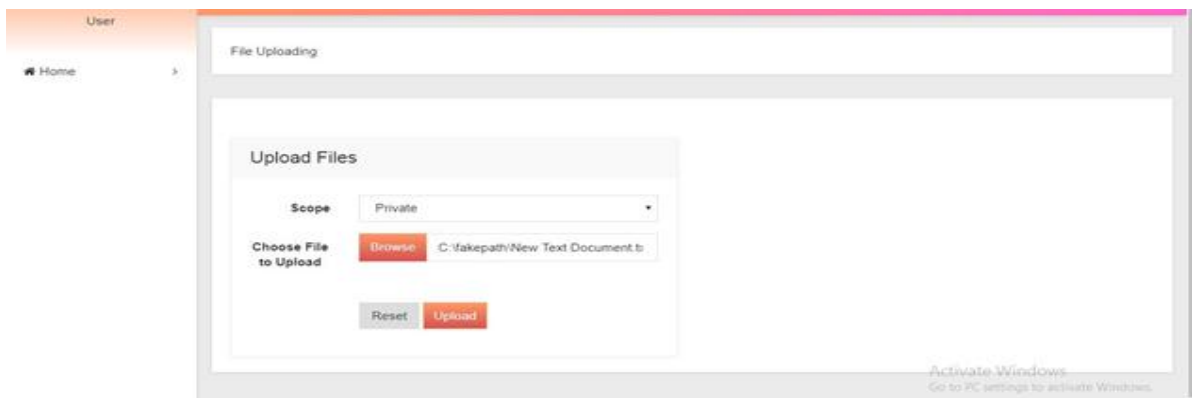 User
Home
File Uploading
Upload Files
Scope
Private
Choose File
to Upload
Browse
C:\fakepath\New Text Document.t
Reset
Upload
Activate Windows
Go to PC settings to activate Windows.